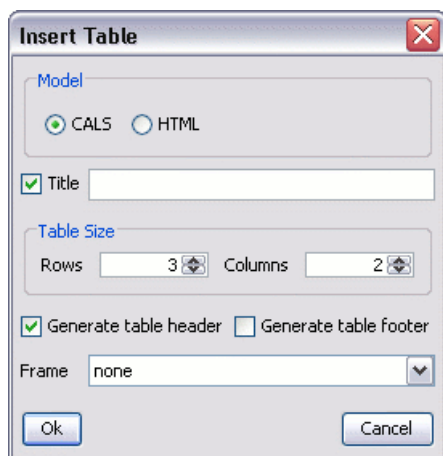 Insert Table
Model
CALS HTML
Title
Table Size
Rows 3 Columns 2
Generate table header Generate table footer
Frame none
Ok Cancel